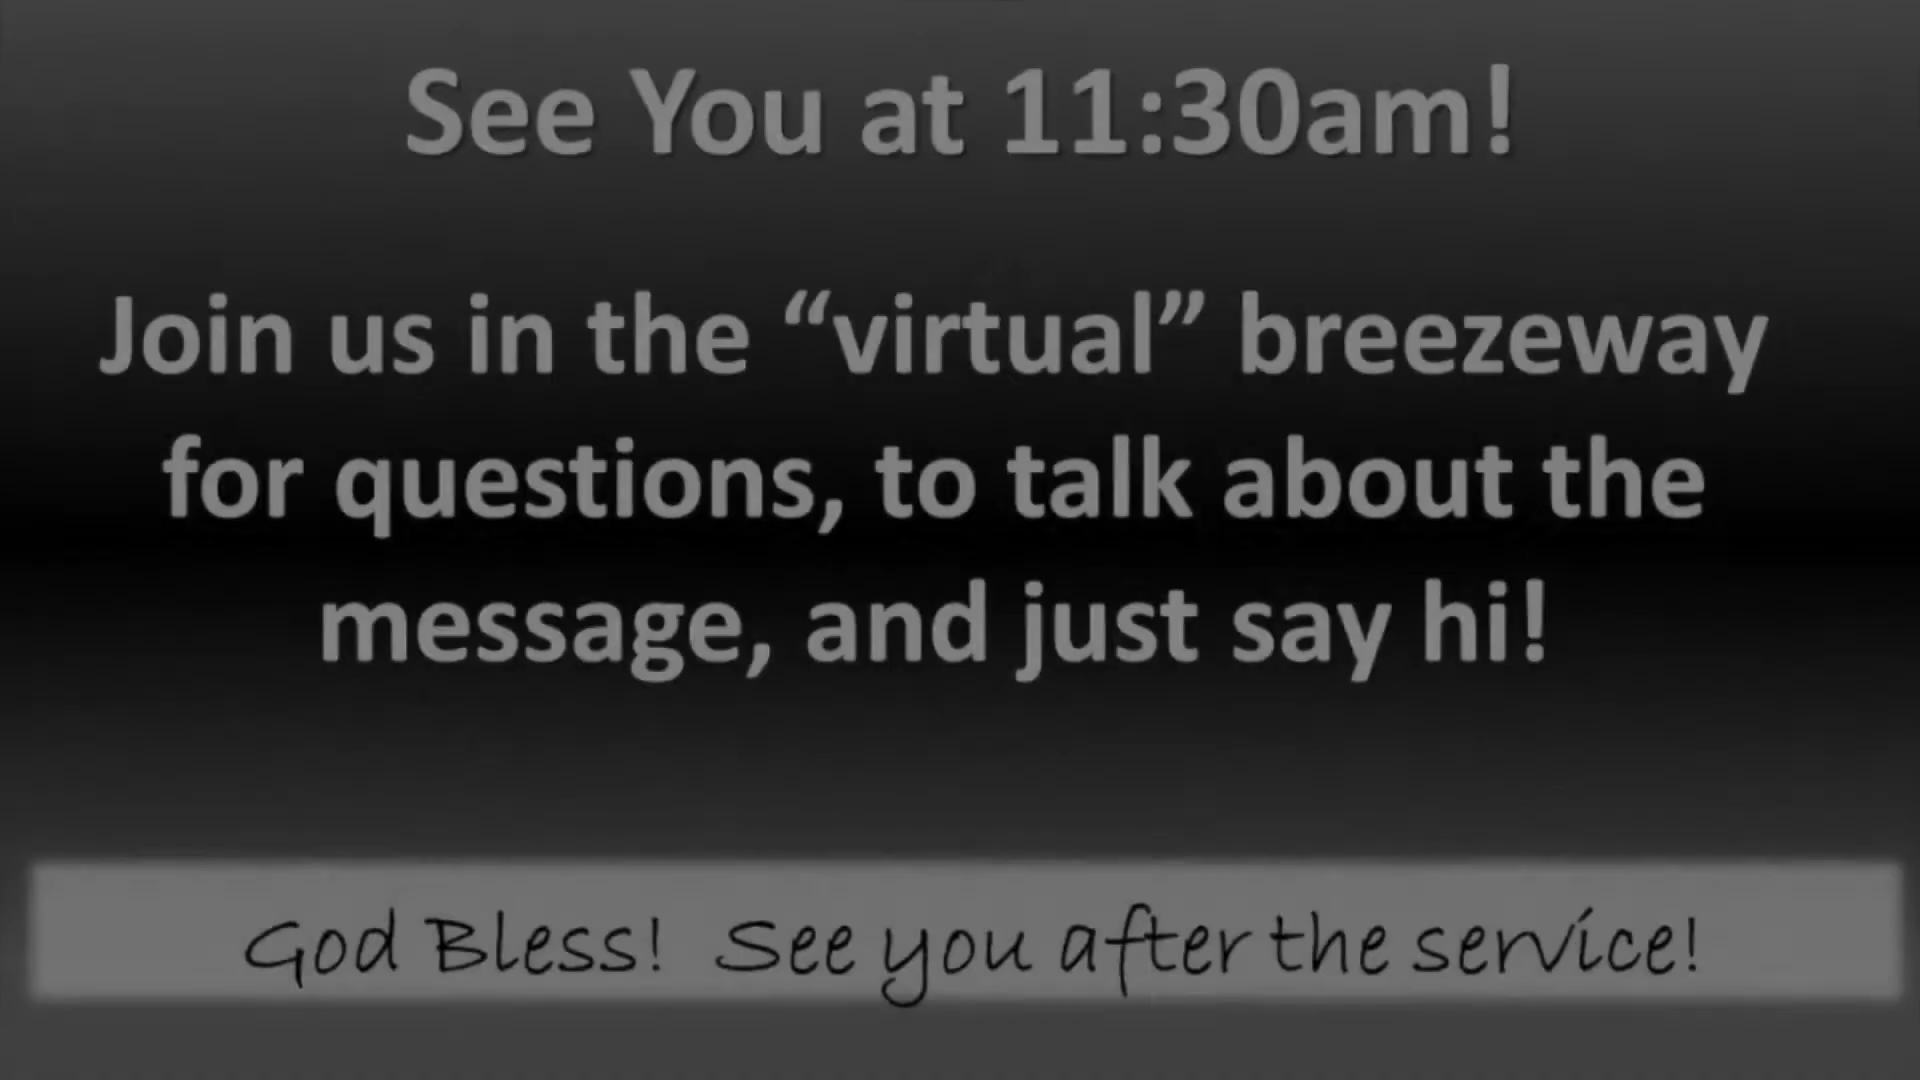 See You at 11:30am!
Join us in the “virtual” breezeway
for questions, to talk about the
message, and just say hi!
God Bless! See you after the service!